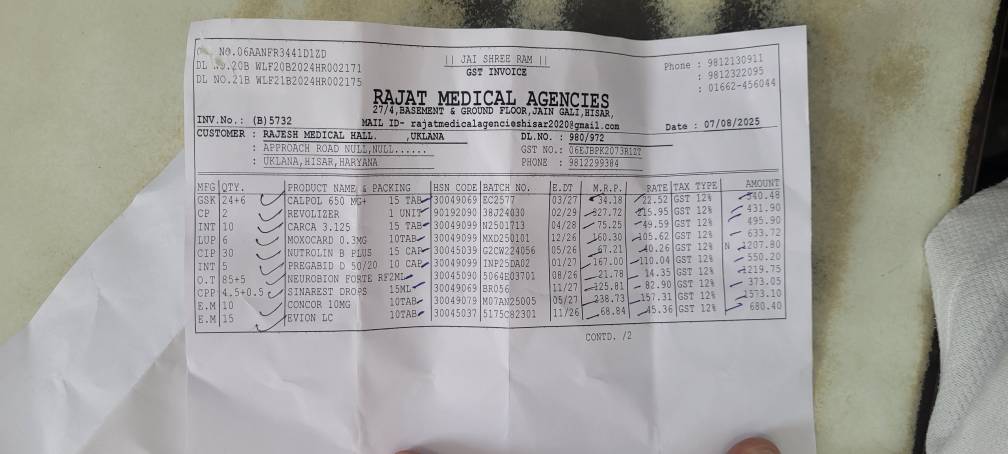 NO.06AANFR3441D1ZD
DL NO.20B WLF20B2024HR002171
DL NO.21B WLF21B2024HR002175
|| JAI SHREE RAM ||
GST INVOICE
Phone : 9812130911
: 9812322095
: 01662-456044
RAJAT MEDICAL AGENCIES
27/4,BASEMENT & GROUND FLOOR,JAIN GALI,HISAR,
INV.No.: (B)5732 MAIL ID- rajatmedicalagencieshisar2020@gmail.com Date : 07/08/2025
CUSTOMER : RAJESH MEDICAL HALL. ,UKLANA DL.NO. : 980/972
: APPROACH ROAD NULL,NULL...... GST NO.: 06EJBPK2073R1ZT
: UKLANA,HISAR,HARYANA PHONE : 9812299384
MFG QTY. PRODUCT NAME & PACKING HSN CODE BATCH NO. E.DT M.R.P. RATE TAX TYPE AMOUNT
GSK 24+6 CALPOL 650 MG+ 15 TAB 30049069 EC2577 03/27 34.18 22.52 GST 12% 540.48
CP 2 REVOLIZER 1 UNIT 90192090 38J24030 02/29 327.72 215.95 GST 12% 431.90
INT 10 CARCA 3.125 15 TAB 30049099 N2501713 04/28 75.25 49.59 GST 12% 495.90
LUP 6 MOXOCARD 0.3MG 10TAB 30049099 MXD250101 12/26 160.30 105.62 GST 12% 633.72
CIP 30 NUTROLIN B PLUS 15 CAP 30045039 G2CW224056 05/26 67.21 40.26 GST 12% N 1207.80
INT 5 PREGABID D 50/20 10 CAP 30049099 INP25DA02 01/27 167.00 110.04 GST 12% 550.20
O.T 85+5 NEUROBION FORTE RF2ML 30045090 5064E03701 08/26 21.78 14.35 GST 12% 1219.75
CPP 4.5+0.5 SINAREST DROPS 15ML 30049069 BR056 11/27 125.81 82.90 GST 12% 373.05
E.M 10 CONCOR 10MG 10TAB 30049079 M07AN25005 05/27 238.73 157.31 GST 12% 1573.10
E.M 15 EVION LC 10TAB 30045037 5175C82301 11/26 68.84 45.36 GST 12% 680.40
CONTD. /2